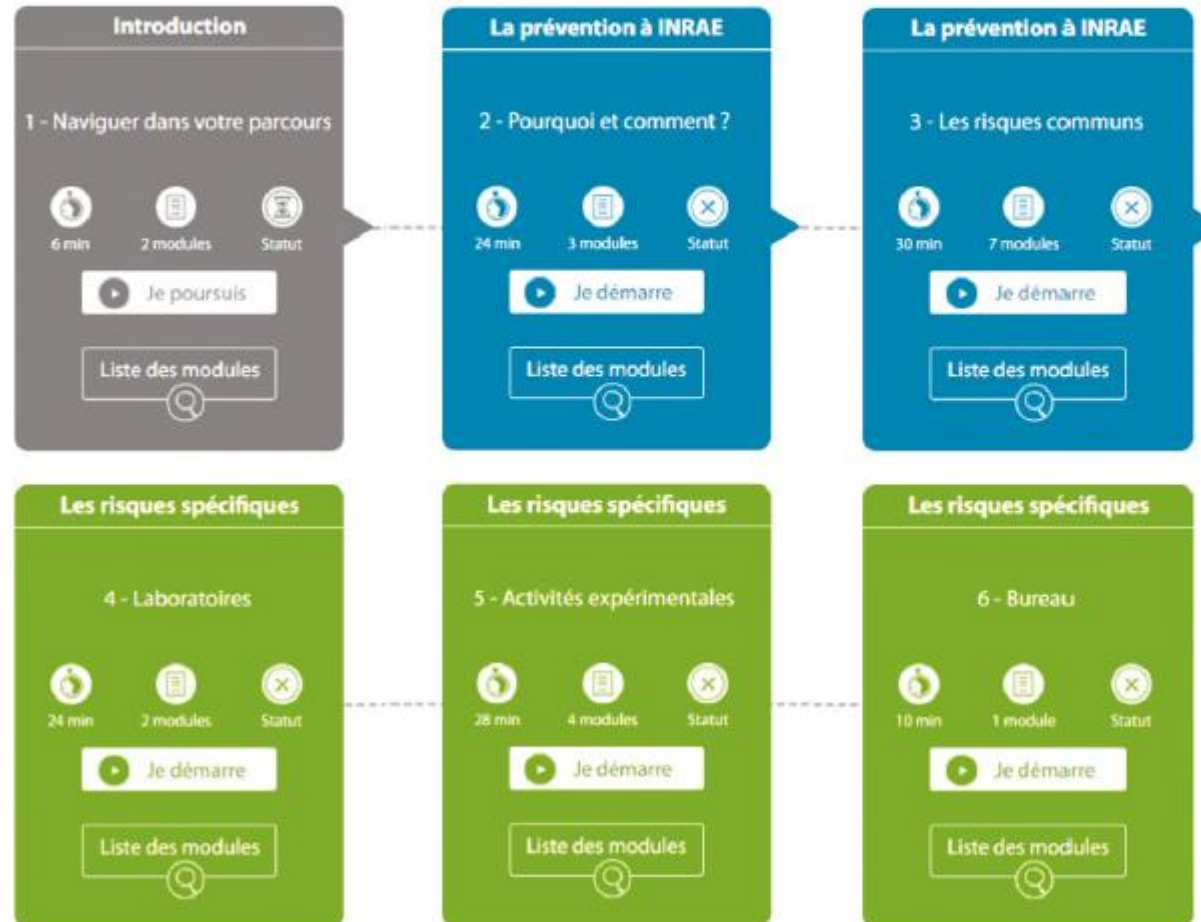 Introduction
1 - Naviguer dans votre parcours
6 min
2 modules
Statut
Je poursuis
Liste des modules
La prévention à INRAE
2 - Pourquoi et comment ?
24 min
3 modules
Statut
Je démarre
Liste des modules
La prévention à INRAE
3 - Les risques communs
30 min
7 modules
Statut
Je démarre
Liste des modules
Les risques spécifiques
4 - Laboratoires
24 min
2 modules
Statut
Je démarre
Liste des modules
Les risques spécifiques
5 - Activités expérimentales
28 min
4 modules
Statut
Je démarre
Liste des modules
Les risques spécifiques
6 - Bureau
10 min
1 module
Statut
Je démarre
Liste des modules